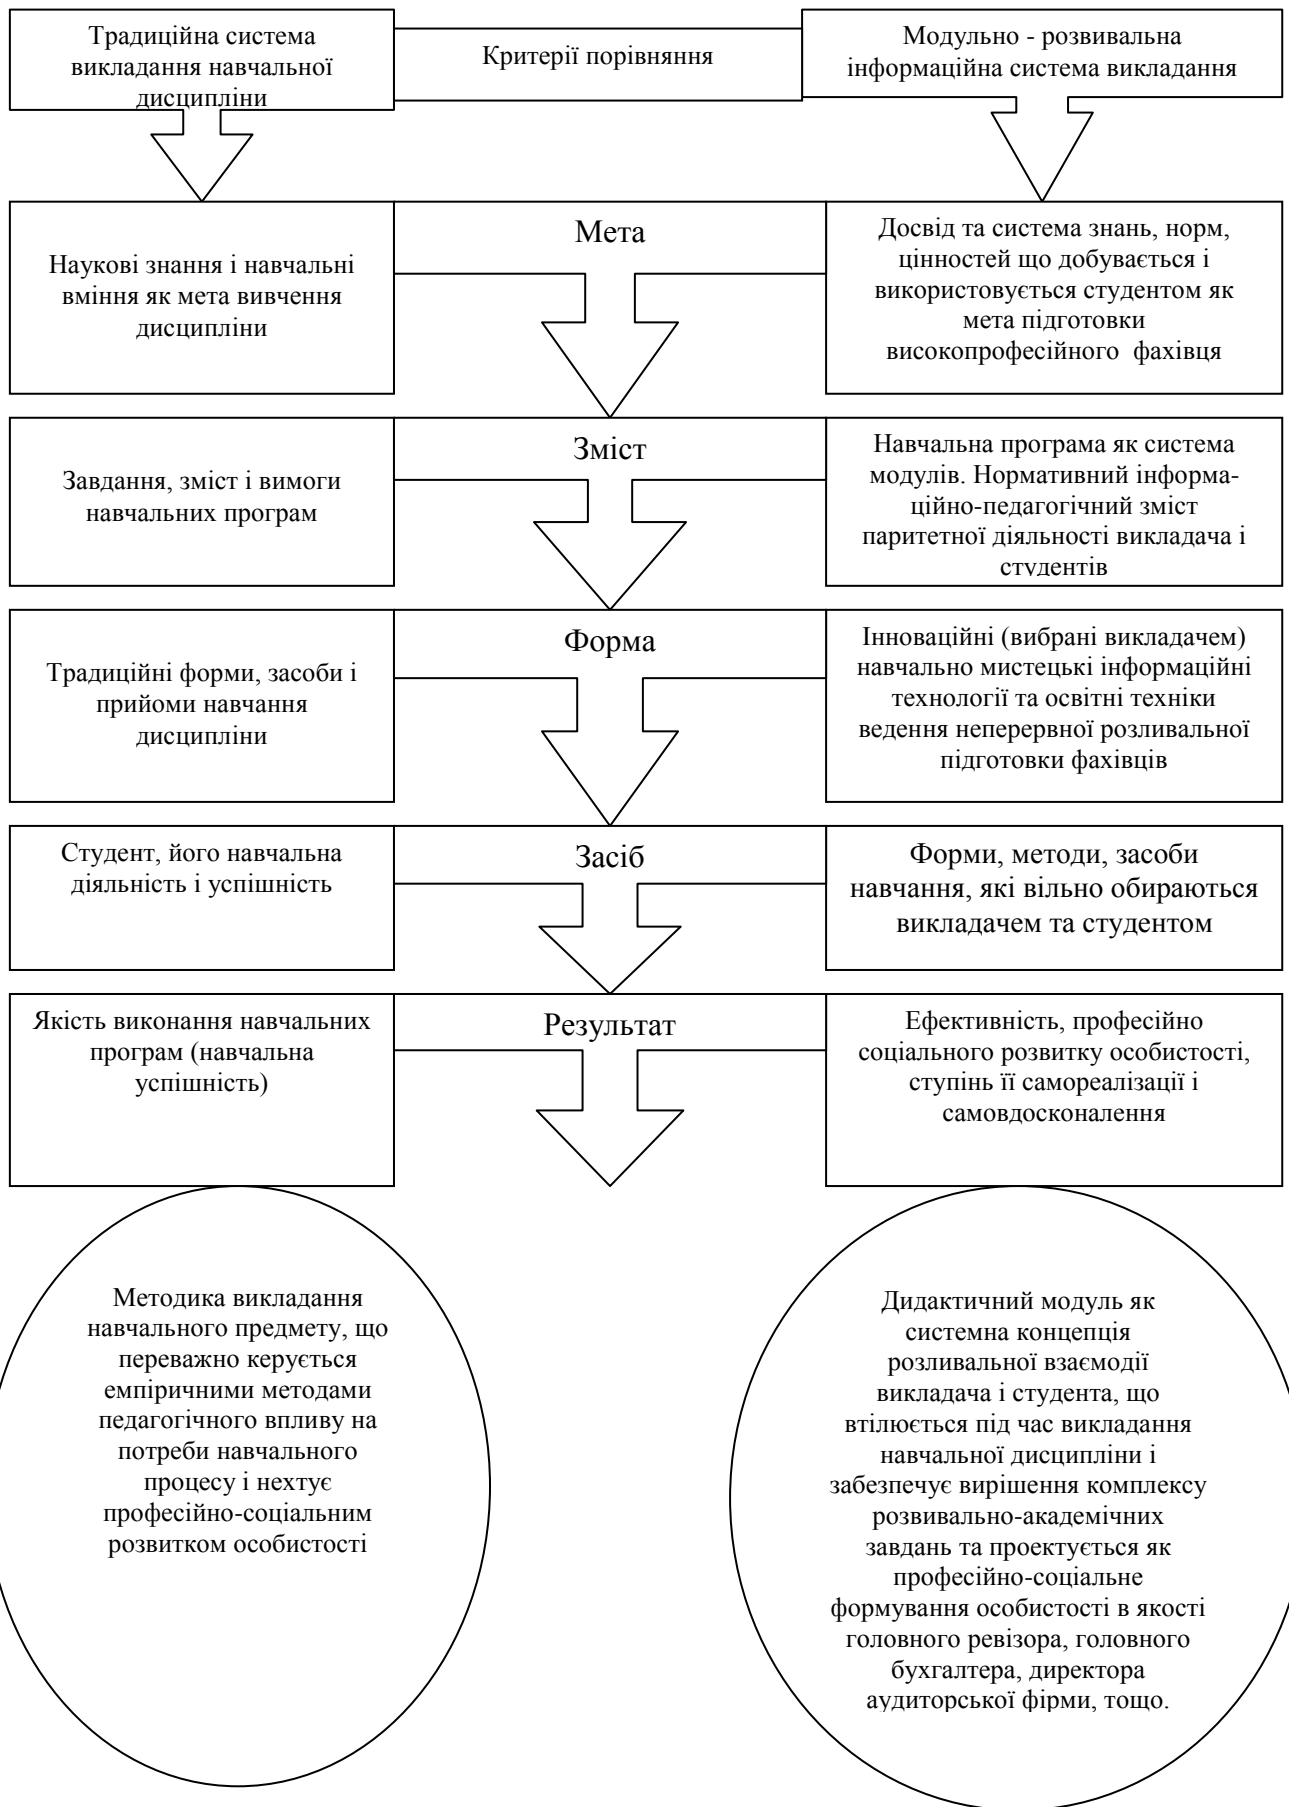 Традиційна система
викладання навчальної
дисципліни
Критерії порівняння
Модульно - розвивальна
інформаційна система викладання
Наукові знання і навчальні
вміння як мета вивчення
дисципліни
Мета
Досвід та система знань, норм,
цінностей що добувається і
використовується студентом як
мета підготовки
високопрофесійного фахівця
Завдання, зміст і вимоги
навчальних програм
Зміст
Навчальна програма як система
модулів. Нормативний інформа-
ційно-педагогічний зміст
паритетної діяльності викладача і
студентів
Традиційні форми, засоби і
прийоми навчання
дисципліни
Форма
Інноваційні (вибрані викладачем)
навчально мистецькі інформаційні
технології та освітні техніки
ведення неперервної розливальної
підготовки фахівців
Студент, його навчальна
діяльність і успішність
Засіб
Форми, методи, засоби
навчання, які вільно обираються
викладачем та студентом
Якість виконання навчальних
програм (навчальна
успішність)
Результат
Ефективність, професійно
соціального розвитку особистості,
ступінь її самореалізації і
самовдосконалення
Методика викладання
навчального предмету, що
переважно керується
емпіричними методами
педагогічного впливу на
потреби навчального
процесу і нехтує
професійно-соціальним
розвитком особистості
Дидактичний модуль як
системна концепція
розливальної взаємодії
викладача і студента, що
втілюється під час викладання
навчальної дисципліни і
забезпечує вирішення комплексу
розвивально-академічних
завдань та проектується як
професійно-соціальне
формування особистості в якості
головного ревізора, головного
бухгалтера, директора
аудиторської фірми, тощо.